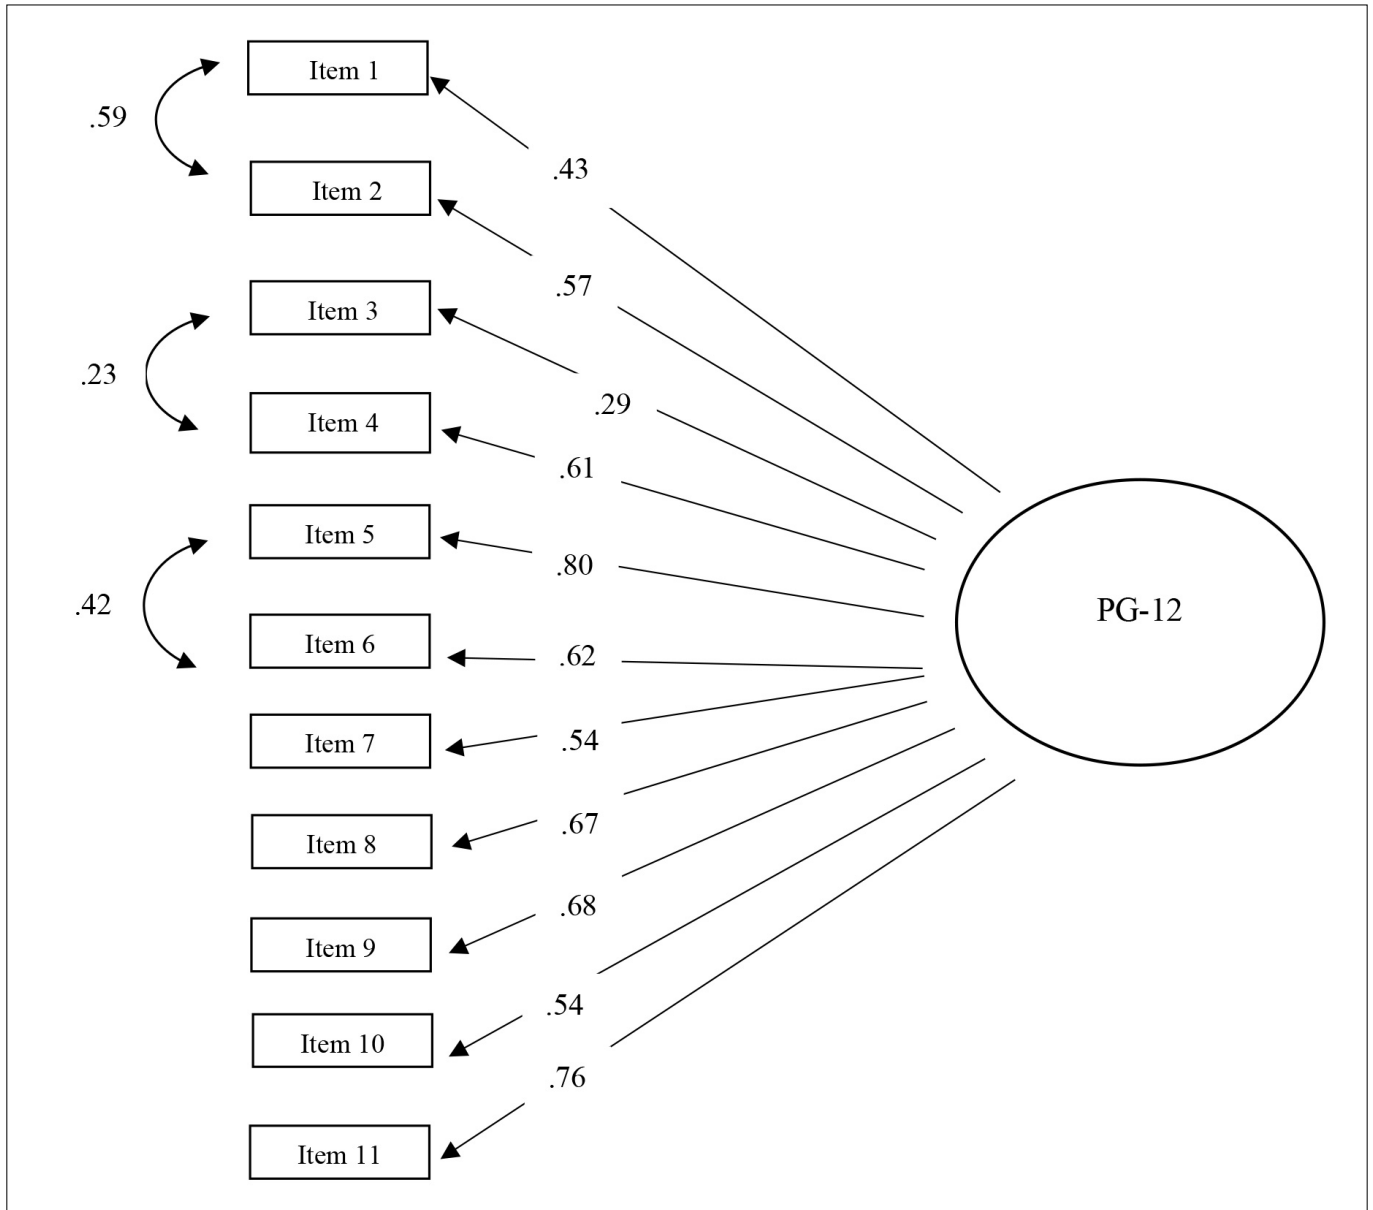 Item 1
.59
.43
Item 2
.57
Item 3
.23
.29
Item 4
.61
Item 5
.80
.42
PG-12
Item 6
.62
Item 7
.54
Item 8
.67
Item 9
.68
Item 10
.54
Item 11
.76